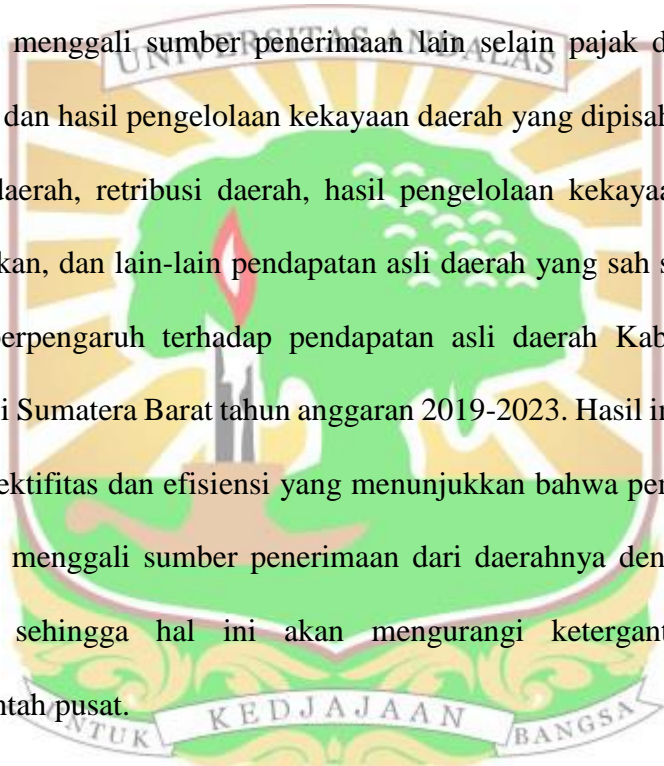 menggali sumber penerimaan lain selain pajak d
UNIVERSITAS ANDALAS
dan hasil pengelolaan kekayaan daerah yang dipisah
daerah, retribusi daerah, hasil pengelolaan kekayaa
kan, dan lain-lain pendapatan asli daerah yang sah s
berpengaruh terhadap pendapatan asli daerah Kab
i Sumatera Barat tahun anggaran 2019-2023. Hasil in
ektifitas dan efisiensi yang menunjukkan bahwa per
menggali sumber penerimaan dari daerahnya den
sehingga hal ini akan mengurangi ketergant
ntah pusat.
UNTUK KEDJAJAAN BANGSA